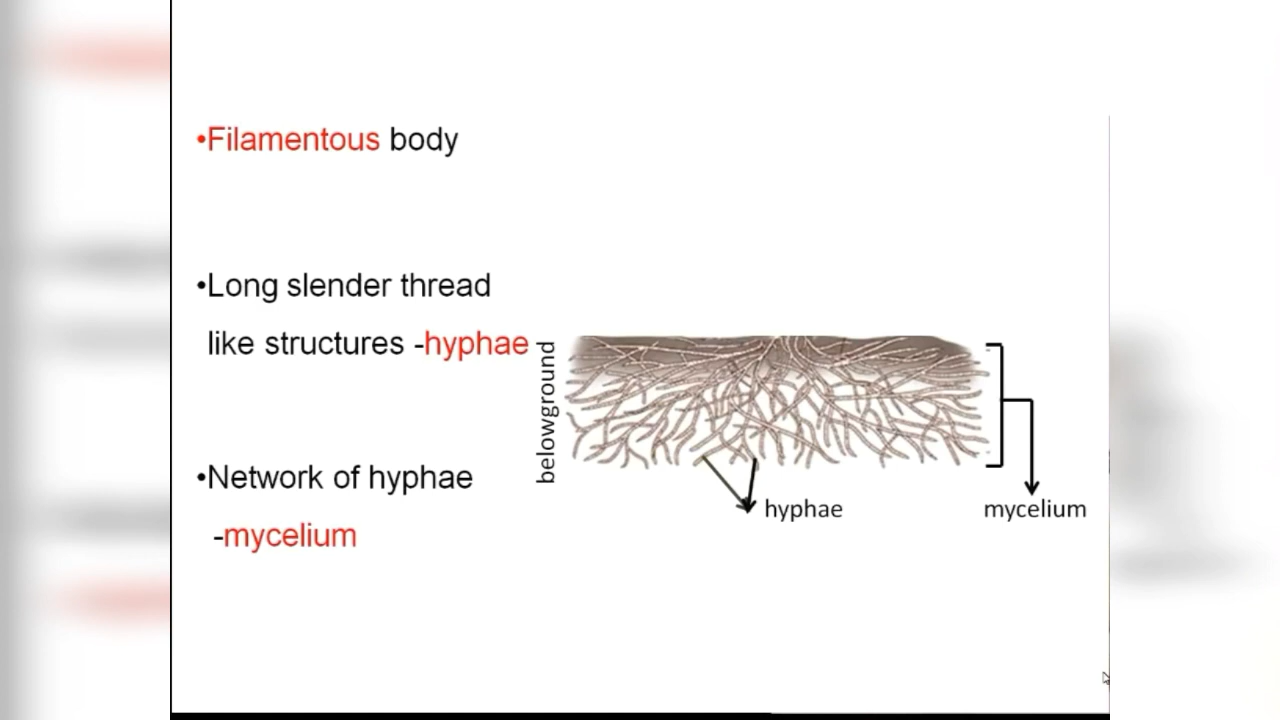 •Filamentous body
•Long slender thread
like structures -hyphae
•Network of hyphae
-mycelium
belowground
hyphae
mycelium